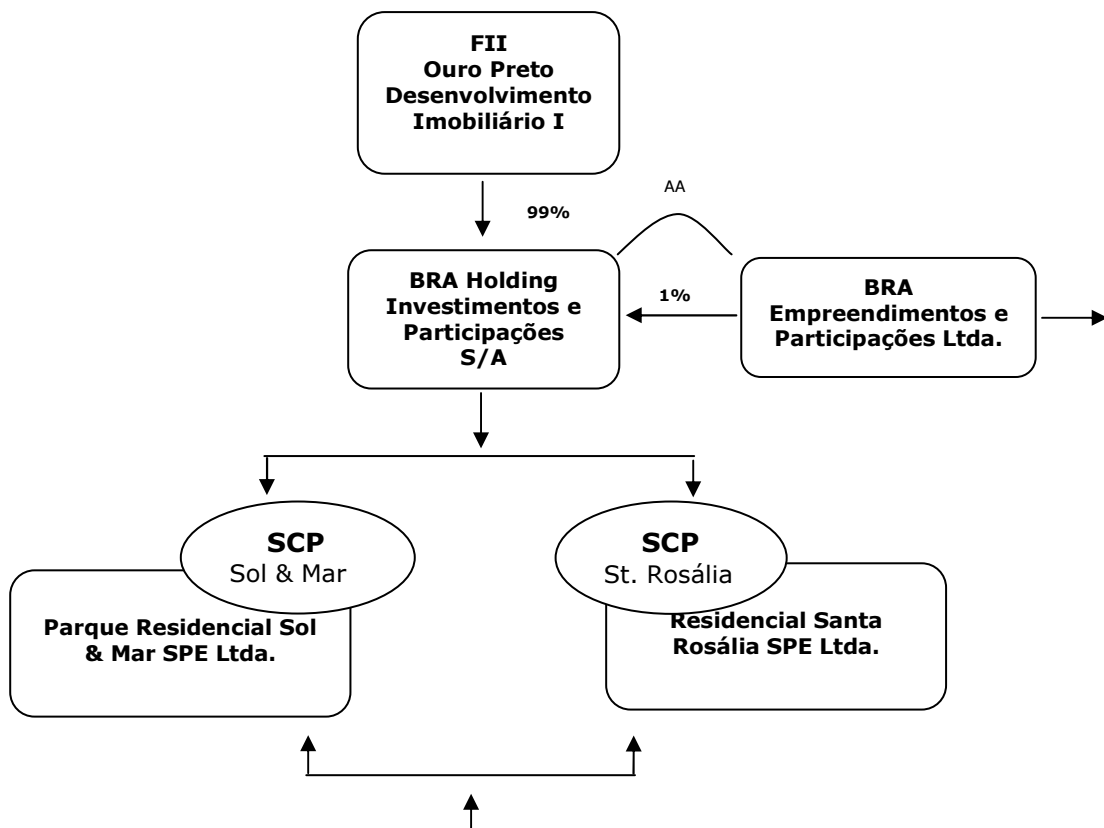 FII
Ouro Preto
Desenvolvimento
Imobiliário I
99%
AA
BRA Holding
Investimentos e
Participações
S/A
1%
BRA
Empreendimentos e
Participações Ltda.
SCP
Sol & Mar
Parque Residencial Sol
& Mar SPE Ltda.
SCP
St. Rosália
Residencial Santa
Rosália SPE Ltda.